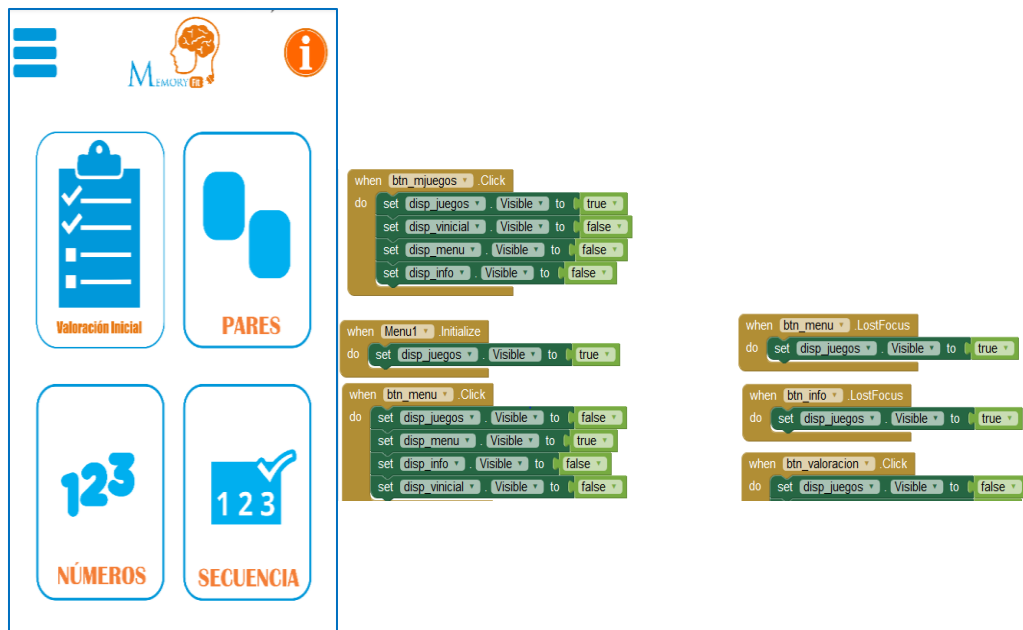 i
MEMORY Fit
Valoración Inicial
PARES
123
NÚMEROS
1 2 3
SECUENCIA
when btn_mjuegos .Click
do set disp_juegos . Visible to true
set disp_vinicial . Visible to false
set disp_menu . Visible to false
set disp_info . Visible to false
when Menu1 .Initialize
do set disp_juegos . Visible to true
when btn_menu .Click
do set disp_juegos . Visible to false
set disp_menu . Visible to true
set disp_info . Visible to false
set disp_vinicial . Visible to false
when btn_menu .LostFocus
do set disp_juegos . Visible to true
when btn_info .LostFocus
do set disp_juegos . Visible to true
when btn_valoracion .Click
do set disp_juegos . Visible to false